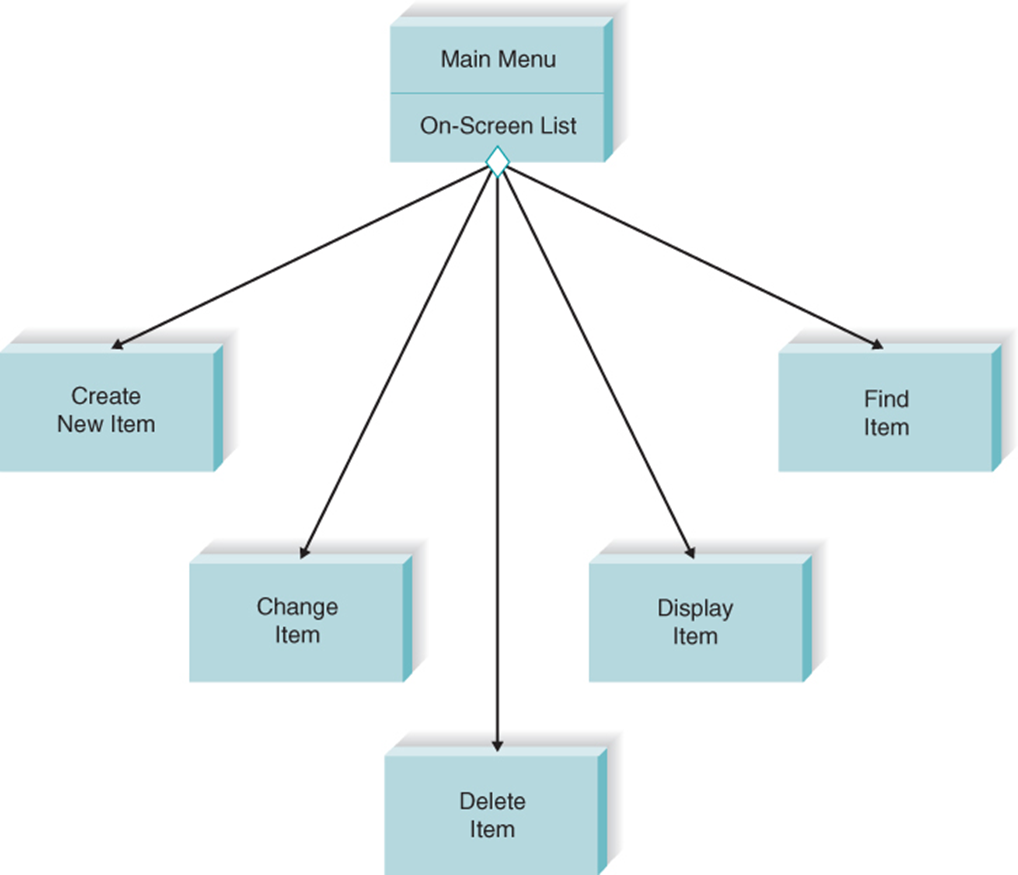 Main Menu
On-Screen List
Create
New Item
Find
Item
Change
Item
Display
Item
Delete
Item